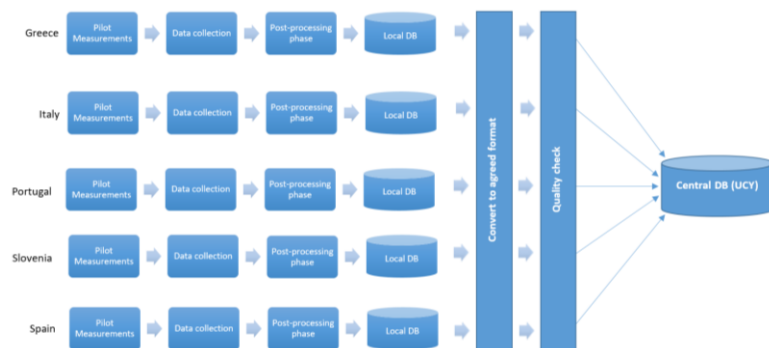 Greece
Pilot
Measurements
Data collection
Post-processing
phase
Local DB
Italy
Pilot
Measurements
Data collection
Post-processing
phase
Local DB
Portugal
Pilot
Measurements
Data collection
Post-processing
phase
Local DB
Slovenia
Pilot
Measurements
Data collection
Post-processing
phase
Local DB
Spain
Pilot
Measurements
Data collection
Post-processing
phase
Local DB
Convert to agreed format
Quality check
Central DB (UCY)